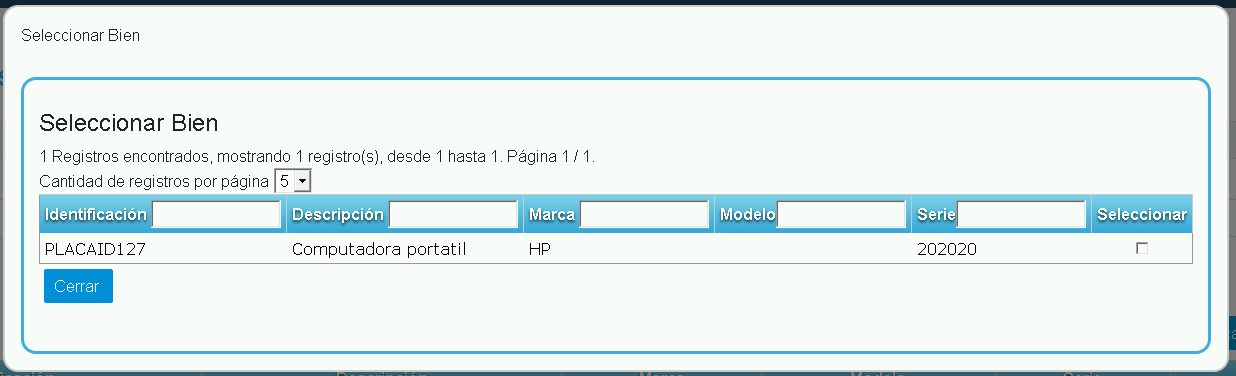 Seleccionar Bien
Seleccionar Bien
1 Registros encontrados, mostrando 1 registro(s), desde 1 hasta 1. Página 1 / 1.
Cantidad de registros por página 5
Identificación Descripción Marca Modelo Serie Seleccionar
PLACAID127 Computadora portatil HP 202020
Cerrar